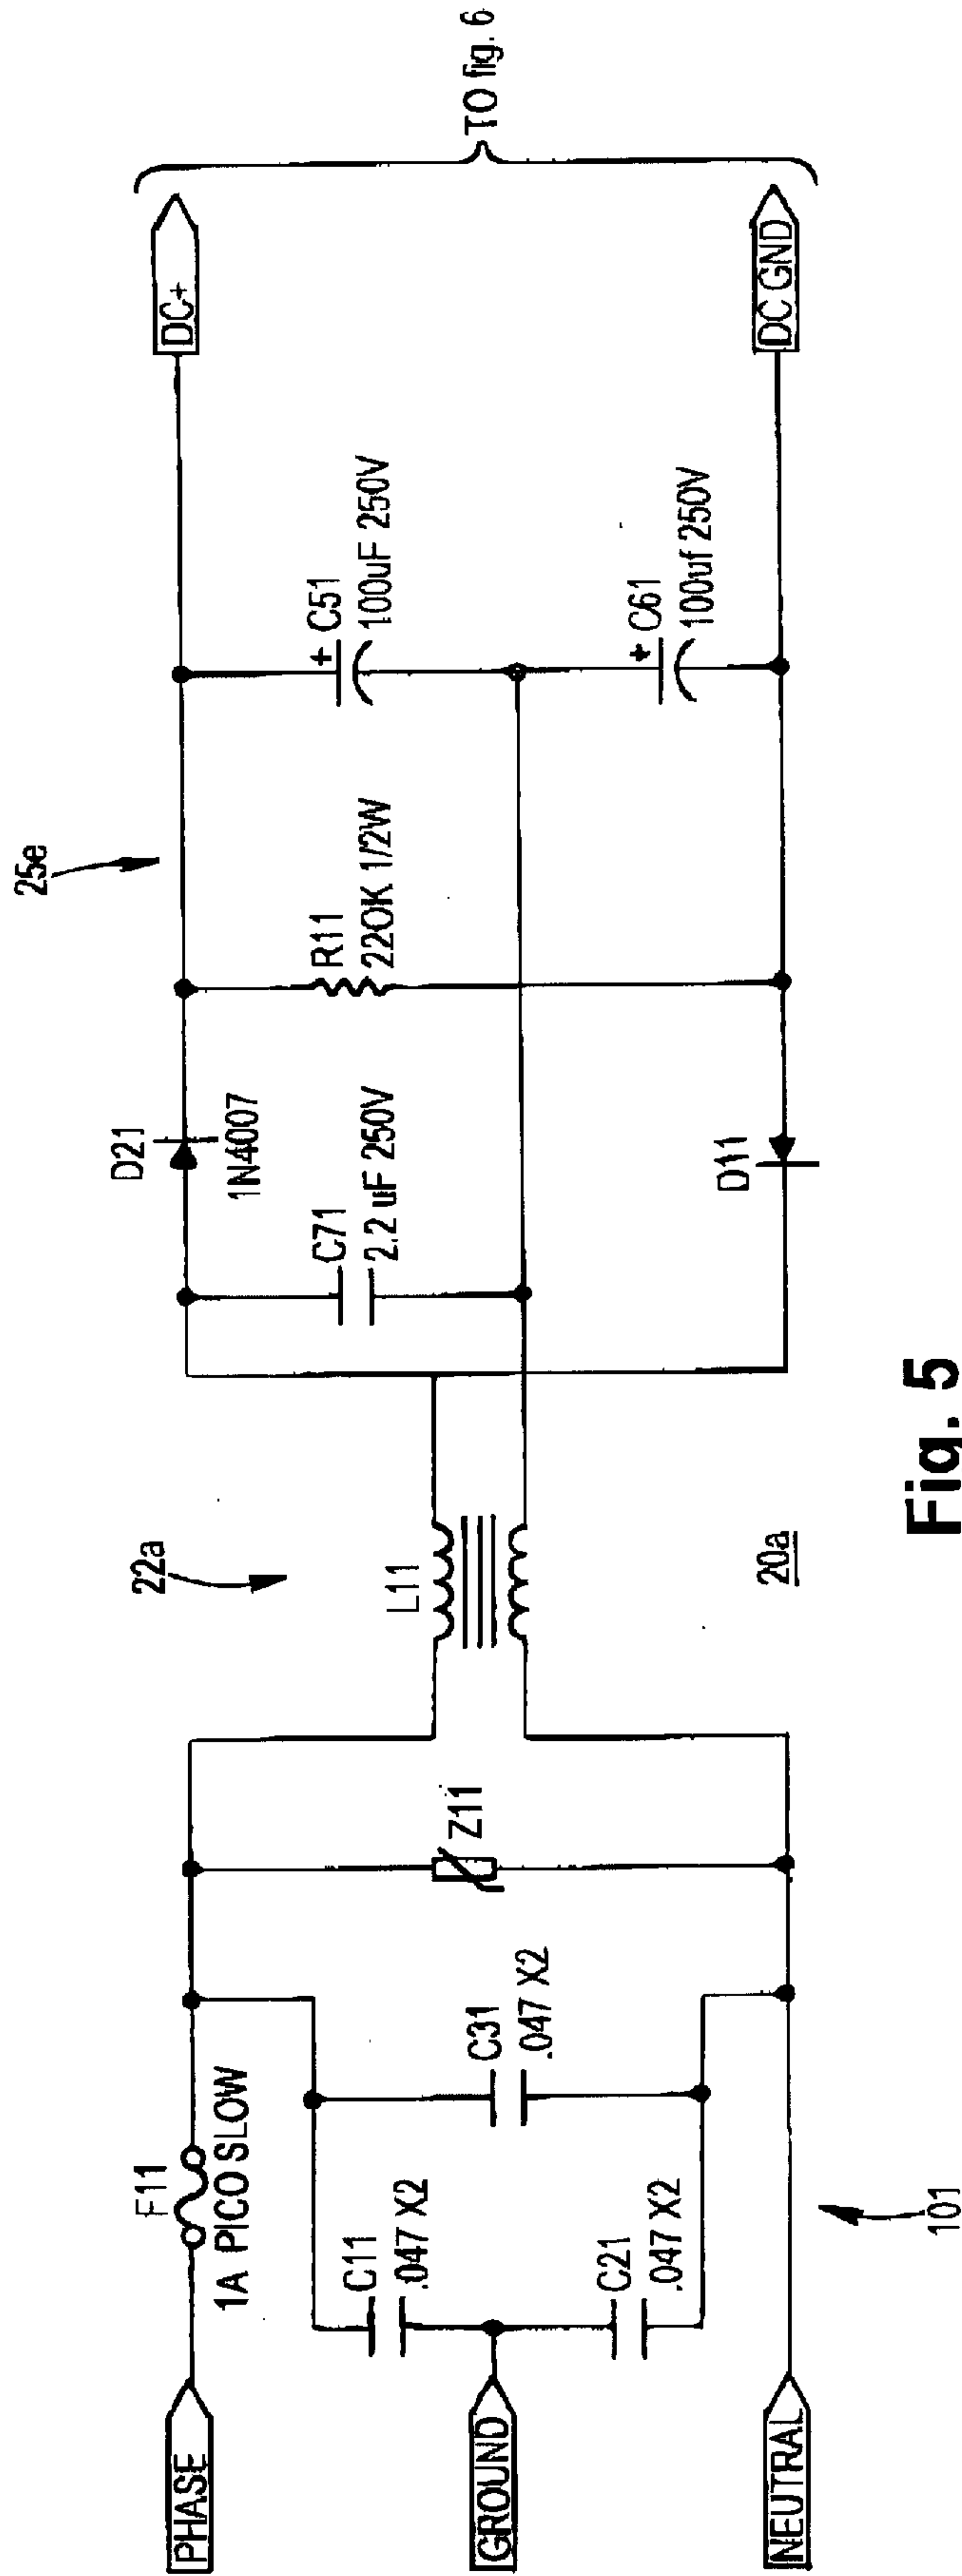 PHASE
GROUND
NEUTRAL
F11
1A PICO SLOW
C11
.047 X2
C21
.047 X2
C31
.047 X2
Z11
101
22a
L11
20a
D21
1N4007
C71
2.2 uF 250V
D11
R11
220K 1/2W
25e
+ C51
100uF 250V
+ C61
100uf 250V
DC+
DC GND
TO fig. 6
Fig. 5